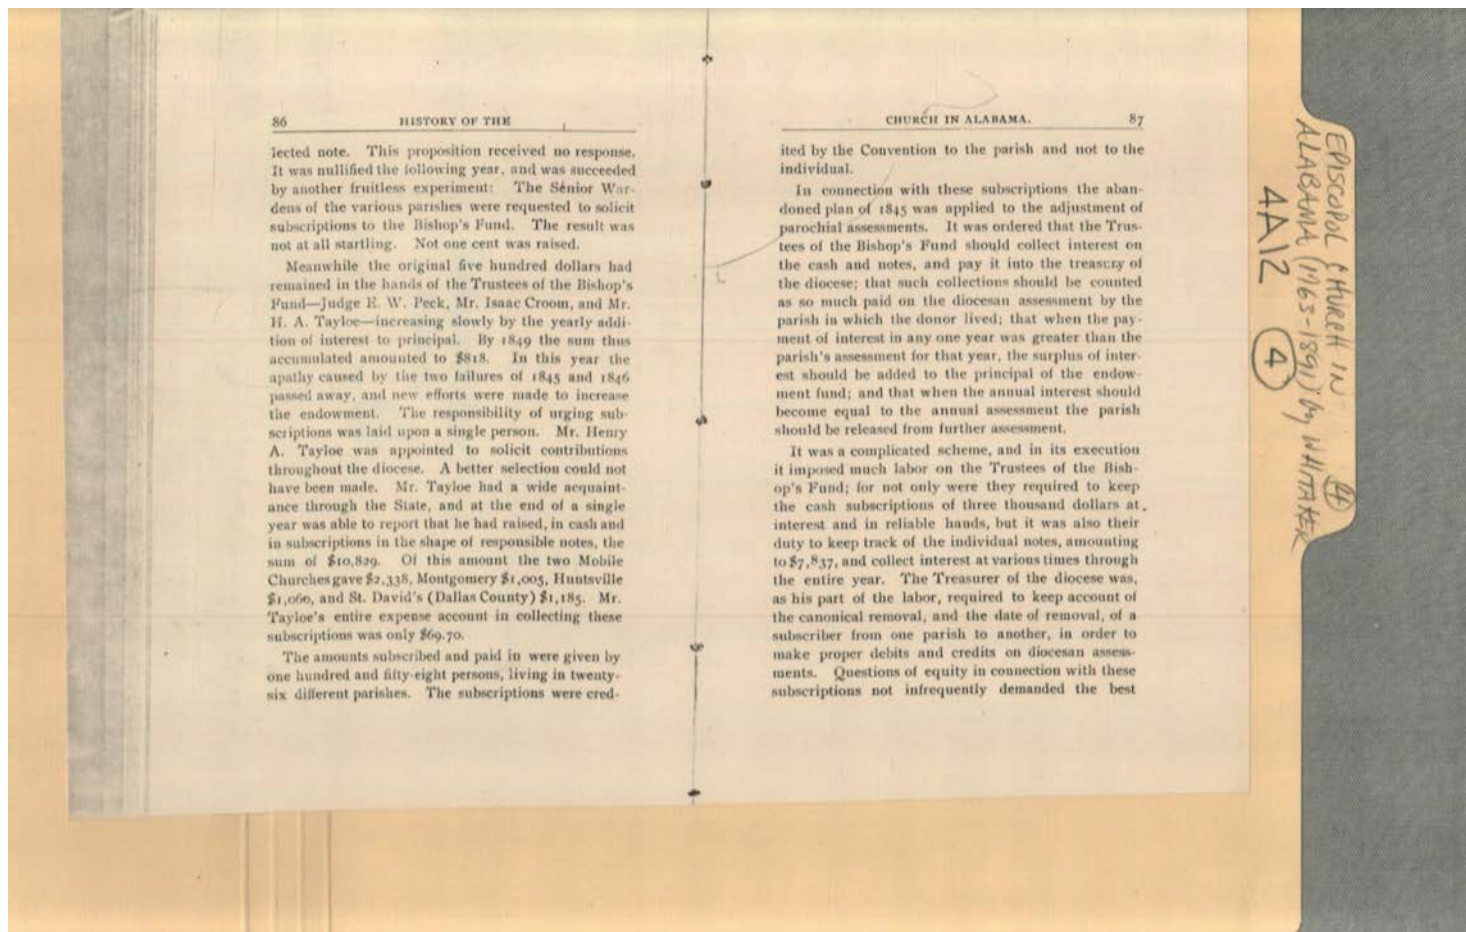 86 HISTORY OF THE
lected note. This proposition received no response.
It was nullified the following year, and was succeeded
by another fruitless experiment: The Senior War-
dens of the various parishes were requested to solicit
subscriptions to the Bishop's Fund. The result was
not at all startling. Not one cent was raised.
Meanwhile the original five hundred dollars had
remained in the hands of the Trustees of the Bishop's
Fund—Judge E. W. Peck, Mr. Isaac Croom, and Mr.
H. A. Tayloe—increasing slowly by the yearly addi-
tion of interest to principal. By 1849 the sum thus
accumulated amounted to $818. In this year the
apathy caused by the two failures of 1845 and 1846
passed away, and new efforts were made to increase
the endowment. The responsibility of urging sub-
scriptions was laid upon a single person. Mr. Henry
A. Tayloe was appointed to solicit contributions
throughout the diocese. A better selection could not
have been made. Mr. Tayloe had a wide acquaint-
ance through the State, and at the end of a single
year was able to report that he had raised, in cash and
in subscriptions in the shape of responsible notes, the
sum of $10,829. Of this amount the two Mobile
Churches gave $2,338, Montgomery $1,005, Huntsville
$1,060, and St. David's (Dallas County) $1,185. Mr.
Tayloe's entire expense account in collecting these
subscriptions was only $69.70.
The amounts subscribed and paid in were given by
one hundred and fifty-eight persons, living in twenty-
six different parishes. The subscriptions were cred-
CHURCH IN ALABAMA. 87
ited by the Convention to the parish and not to the
individual.
In connection with these subscriptions the aban-
doned plan of 1845 was applied to the adjustment of
parochial assessments. It was ordered that the Trus-
tees of the Bishop's Fund should collect interest on
the cash and notes, and pay it into the treasury of
the diocese; that such collections should be counted
as so much paid on the diocesan assessment by the
parish in which the donor lived; that when the pay-
ment of interest in any one year was greater than the
parish's assessment for that year, the surplus of inter-
est should be added to the principal of the endow-
ment fund; and that when the annual interest should
become equal to the annual assessment the parish
should be released from further assessment.
It was a complicated scheme, and in its execution
it imposed much labor on the Trustees of the Bish-
op's Fund; for not only were they required to keep
the cash subscriptions of three thousand dollars at
interest and in reliable hands, but it was also their
duty to keep track of the individual notes, amounting
to $7,837, and collect interest at various times through
the entire year. The Treasurer of the diocese was,
as his part of the labor, required to keep account of
the canonical removal, and the date of removal, of a
subscriber from one parish to another, in order to
make proper debits and credits on diocesan assess-
ments. Questions of equity in connection with these
subscriptions not infrequently demanded the best
EPISCOPOL CHURCH IN
ALABAMA (1763-1891) by WHITAKER
4A12 4